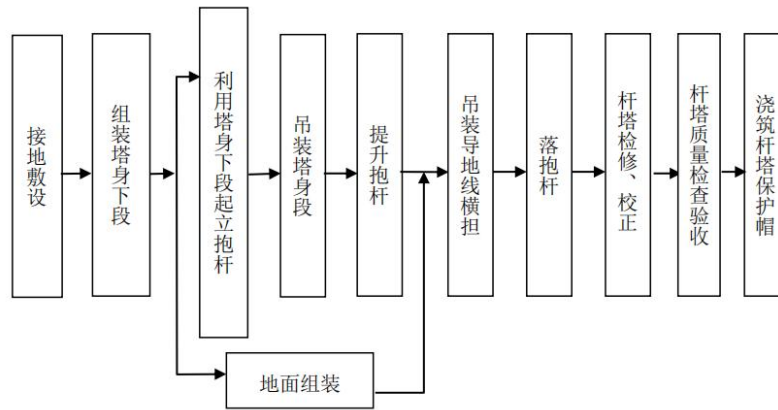 接地敷设
组装塔身下段
利用塔身下段起立抱杆
吊装塔身段
提升抱杆
吊装导地线横担
落抱杆
杆塔检修、校正
杆塔质量检查验收
浇筑杆塔保护帽
地面组装